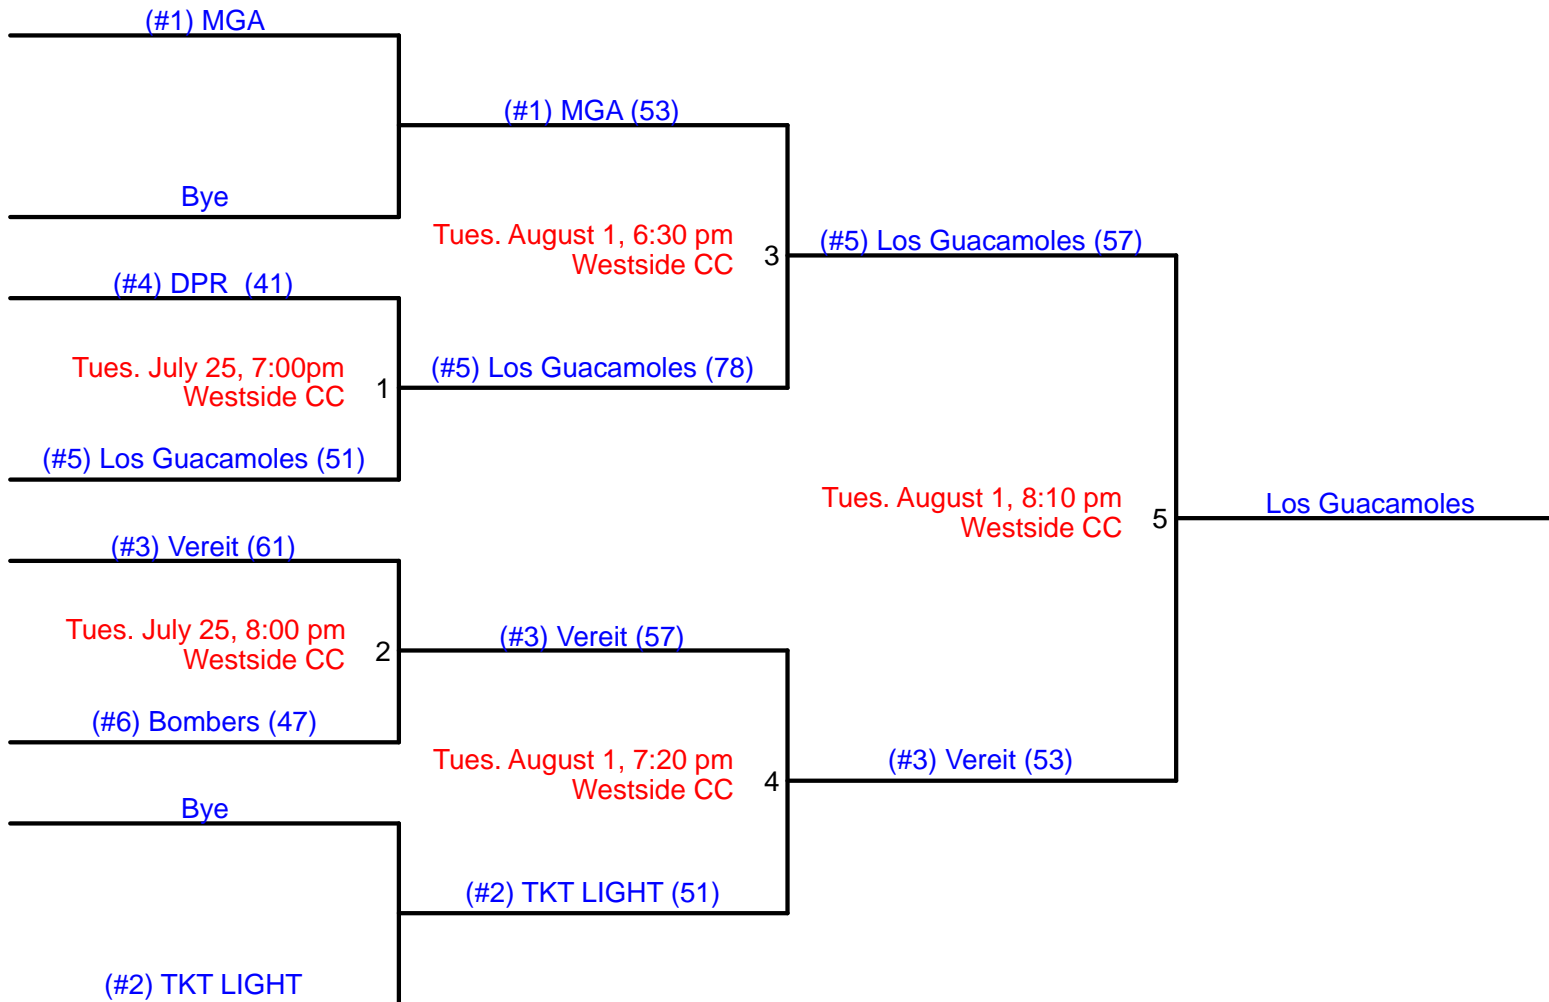 (#1) MGA
(#1) MGA (53)
Bye
Tues. August 1, 6:30 pm
Westside CC
3
(#5) Los Guacamoles (57)
(#4) DPR  (41)
Tues. July 25, 7:00pm
Westside CC
1
(#5) Los Guacamoles (78)
(#5) Los Guacamoles (51)
Tues. August 1, 8:10 pm
Westside CC
5
Los Guacamoles
(#3) Vereit (61)
Tues. July 25, 8:00 pm
Westside CC
2
(#3) Vereit (57)
(#6) Bombers (47)
Tues. August 1, 7:20 pm
Westside CC
4
(#3) Vereit (53)
Bye
(#2) TKT LIGHT (51)
(#2) TKT LIGHT